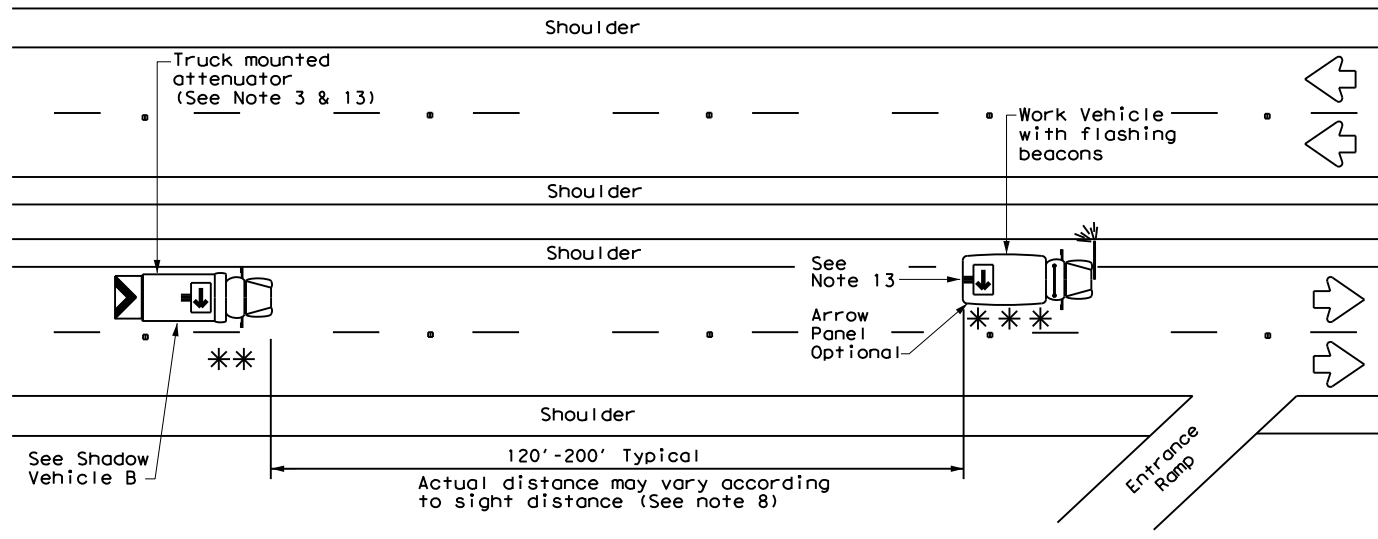 Shoulder
Truck mounted
attenuator
(See Note 3 & 13)
Work Vehicle
with flashing
beacons
Shoulder
Shoulder
See
Note 13
Arrow
Panel
Optional
Shoulder
See Shadow
Vehicle B
120'-200' Typical
Actual distance may vary according
to sight distance (See note 8)
Entrance
Ramp